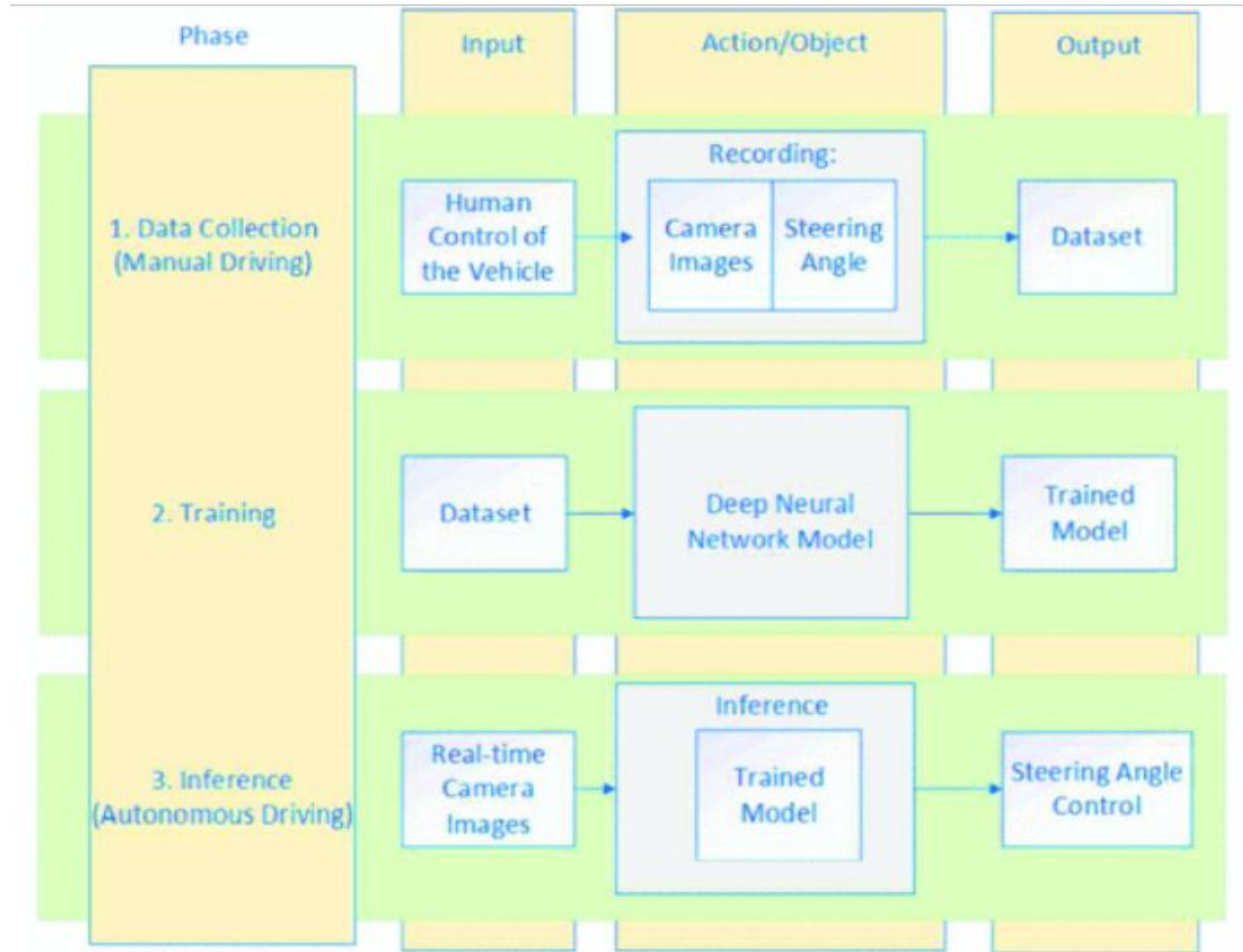 Phase
Input
Action/Object
Output
1. Data Collection
(Manual Driving)
Human
Control of
the Vehicle
Recording:
Camera
Images
Steering
Angle
Dataset
2. Training
Dataset
Deep Neural
Network Model
Trained
Model
3. Inference
(Autonomous Driving)
Real-time
Camera
Images
Inference
Trained
Model
Steering Angle
Control